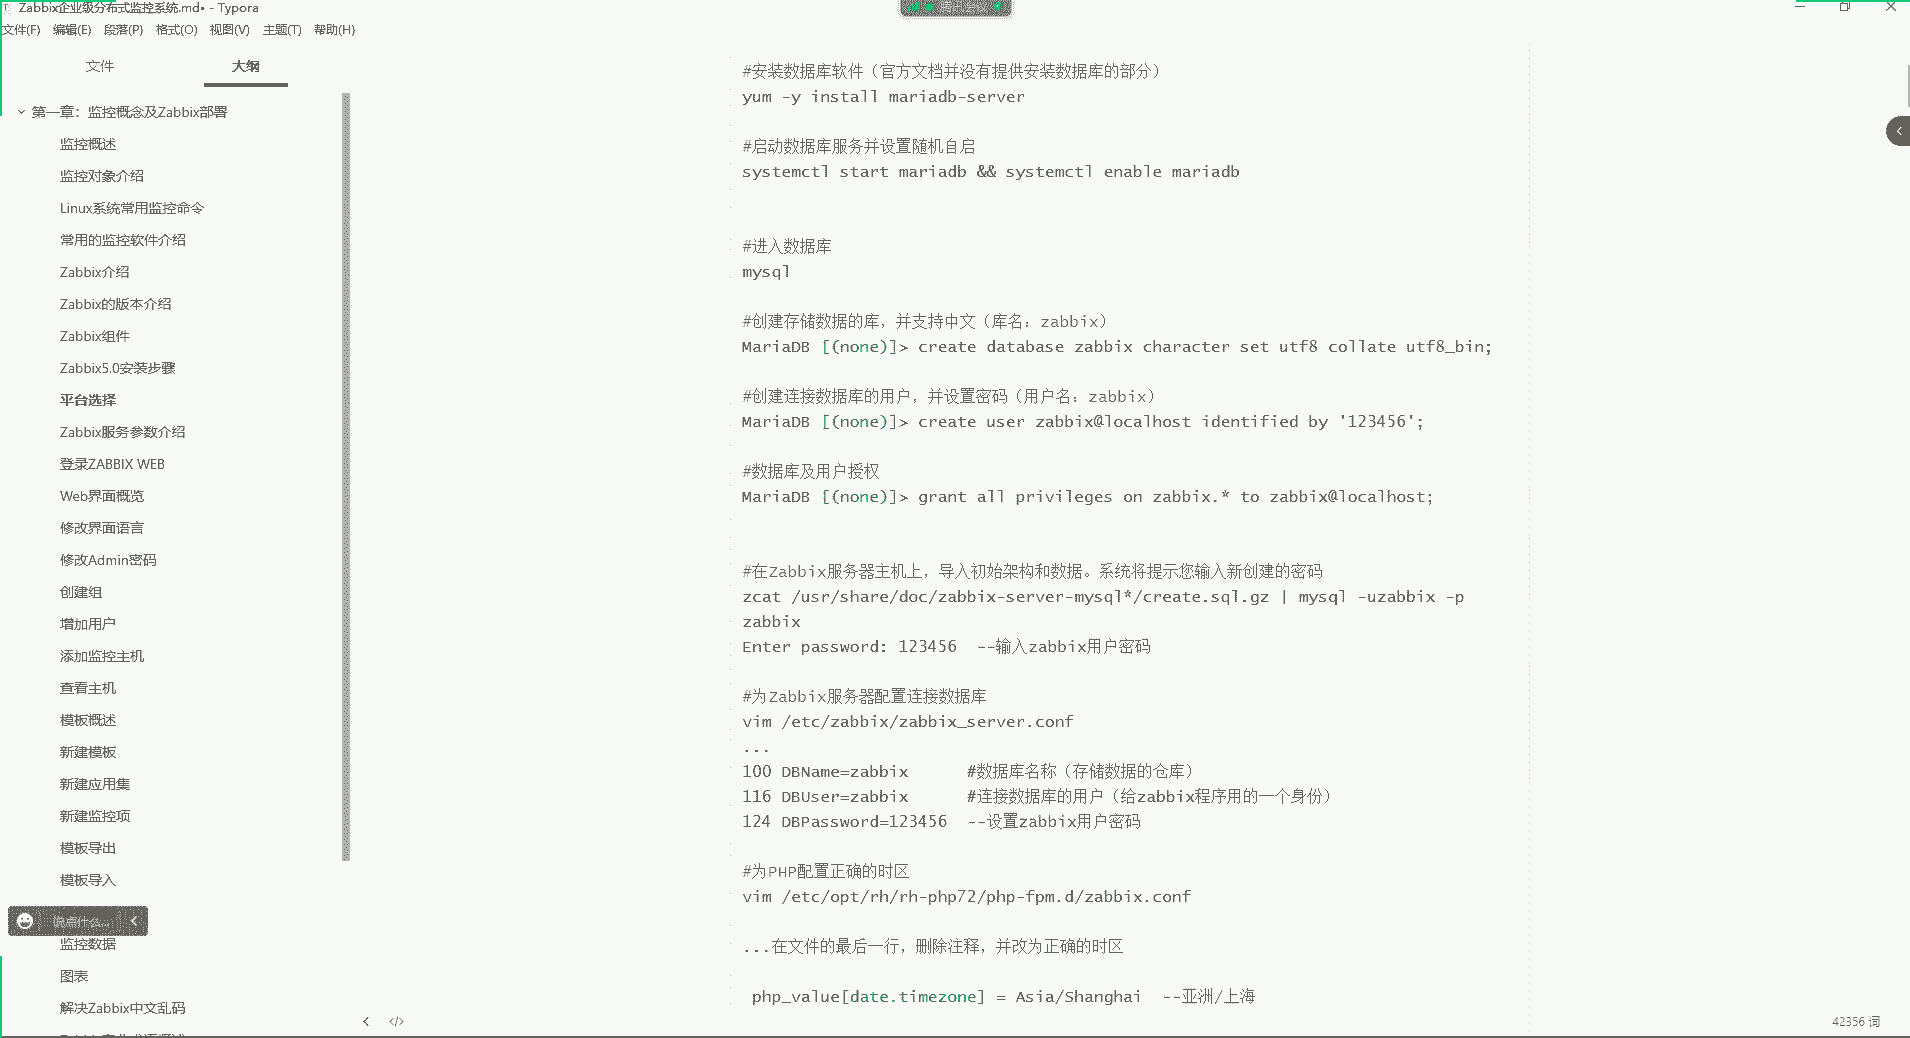 Zabbix企业级分布式监控系统.md• - Typora
文件(F) 编辑(E) 段落(P) 格式(O) 视图(V) 主题(T) 帮助(H)
文件 大纲
第一章：监控概念及Zabbix部署
监控概述
监控对象介绍
Linux系统常用监控命令
常用的监控软件介绍
Zabbix介绍
Zabbix的版本介绍
Zabbix组件
Zabbix5.0安装步骤
平台选择
Zabbix服务参数介绍
登录ZABBIX WEB
Web界面概览
修改界面语言
修改Admin密码
创建组
增加用户
添加监控主机
查看主机
模板概述
新建模板
新建应用集
新建监控项
模板导出
模板导入
说点什么...
监控数据
图表
解决Zabbix中文乱码
#安装数据库软件（官方文档并没有提供安装数据库的部分）
yum -y install mariadb-server
#启动数据库服务并设置随机自启
systemctl start mariadb && systemctl enable mariadb
#进入数据库
mysql
#创建存储数据的库，并支持中文（库名：zabbix）
MariaDB [(none)]> create database zabbix character set utf8 collate utf8_bin;
#创建连接数据库的用户，并设置密码（用户名：zabbix）
MariaDB [(none)]> create user zabbix@localhost identified by '123456';
#数据库及用户授权
MariaDB [(none)]> grant all privileges on zabbix.* to zabbix@localhost;
#在Zabbix服务器主机上，导入初始架构和数据。系统将提示您输入新创建的密码
zcat /usr/share/doc/zabbix-server-mysql*/create.sql.gz | mysql -uzabbix -p
zabbix
Enter password: 123456  --输入zabbix用户密码
#为Zabbix服务器配置连接数据库
vim /etc/zabbix/zabbix_server.conf
...
100 DBName=zabbix      #数据库名称（存储数据的仓库）
116 DBUser=zabbix      #连接数据库的用户（给zabbix程序用的一个身份）
124 DBPassword=123456  --设置zabbix用户密码
#为PHP配置正确的时区
vim /etc/opt/rh/rh-php72/php-fpm.d/zabbix.conf
...在文件的最后一行，删除注释，并改为正确的时区
php_value[date.timezone] = Asia/Shanghai  --亚洲/上海
42356 词